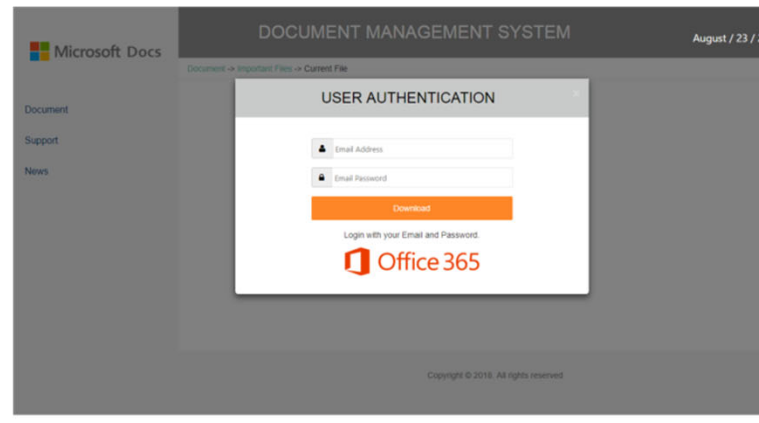 Microsoft Docs
DOCUMENT MANAGEMENT SYSTEM
August / 23 /
Document -> Important Files -> Current File
Document
Support
News
USER AUTHENTICATION
×
Email Address
Email Password
Download
Login with your Email and Password.
Office 365
Copyright © 2018. All rights reserved